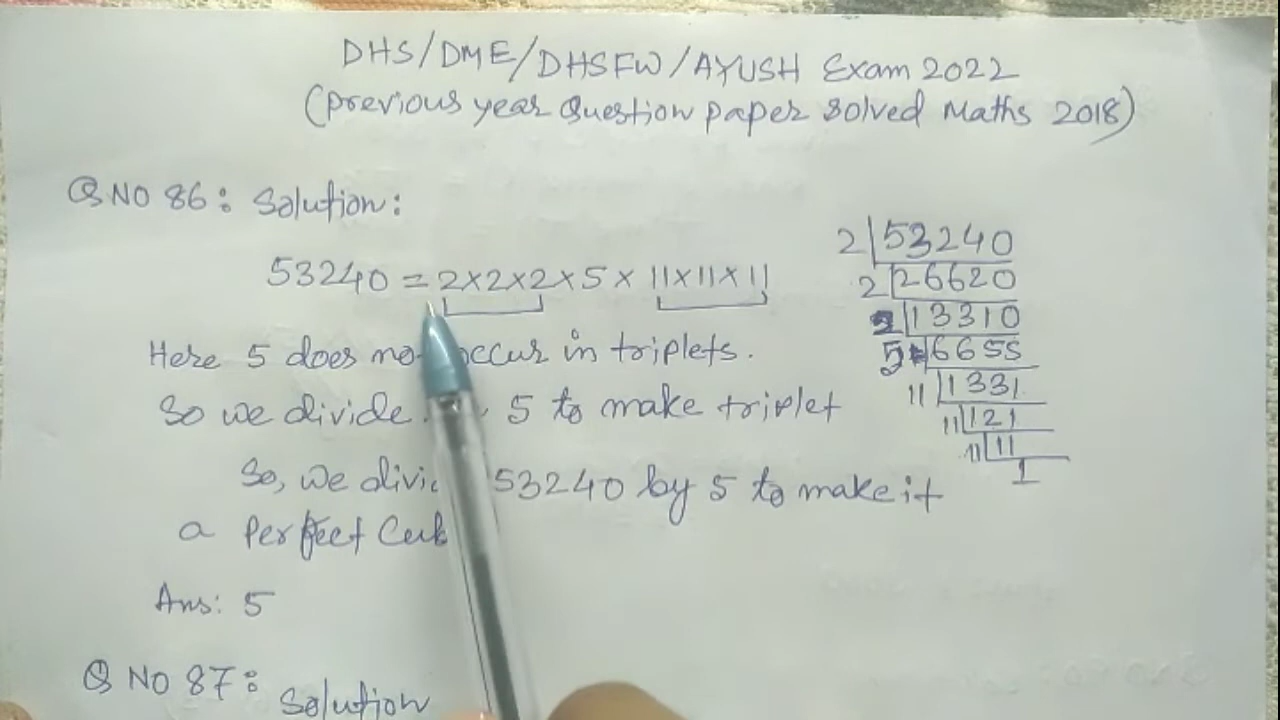 DHS/DME/DHSFW/AYUSH Exam 2022
(previous year Question paper solved Maths 2018)
Q NO 86: Solution:
53240 = 2×2×2×5× 11×11×11
Here 5 does no occur in triplets.
So we divide 5 to make triplet
So, we divi 53240 by 5 to make it
a Perfect Cub
Ans: 5
Q NO 87: Solution
2 53240
2 26620
2 13310
5 6655
11 1331
11 121
11 11
1